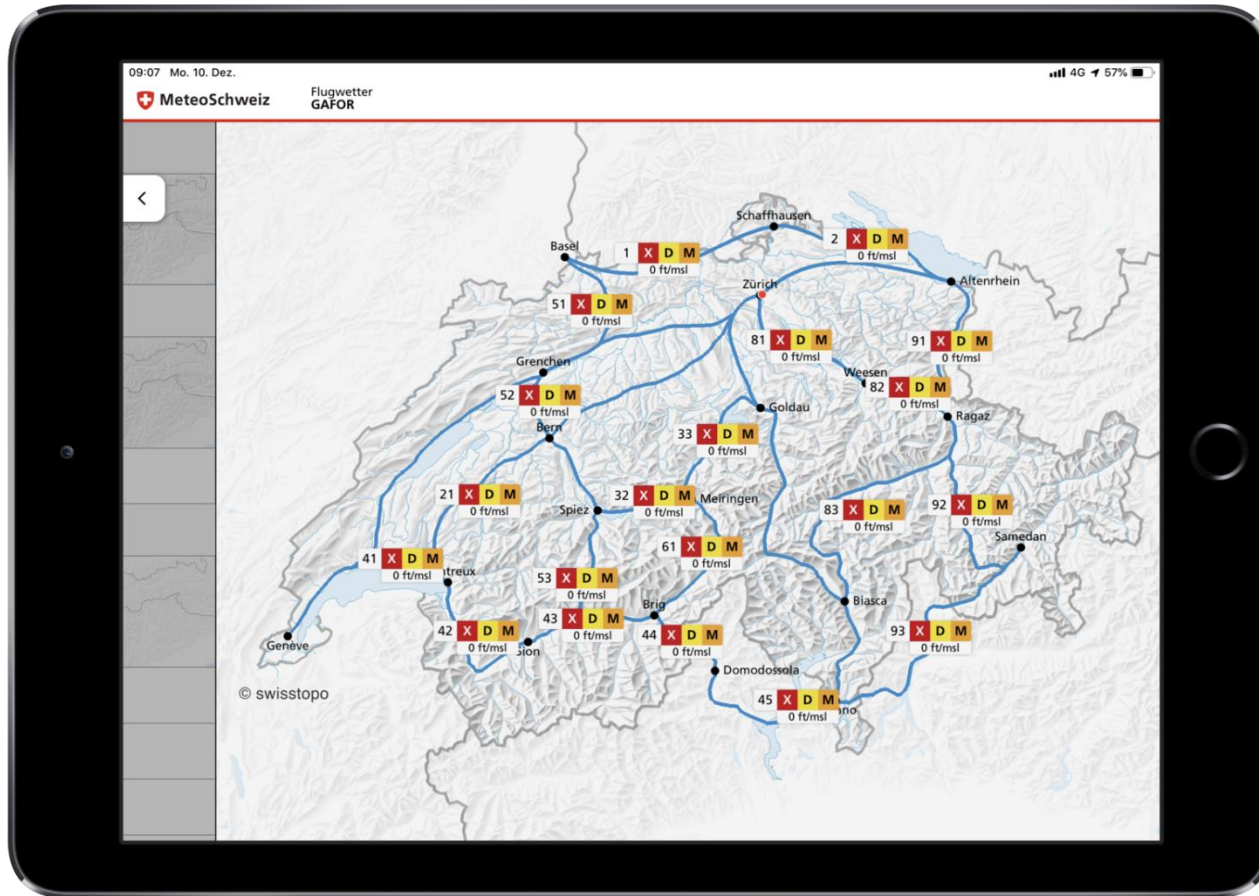 09:07 Mo. 10. Dez.
4G 57%
MeteoSchweiz
Flugwetter
GAFOR
Schaffhausen
2 X D M
0 ft/msl
Basel
1 X D M
0 ft/msl
Altenrhein
Zürich
51 X D M
0 ft/msl
81 X D M
0 ft/msl
91 X D M
0 ft/msl
Grenchen
Weesen
82 X D M
0 ft/msl
52 X D M
0 ft/msl
Goldau
Ragaz
Bern
33 X D M
0 ft/msl
21 X D M
0 ft/msl
32 X D M
0 ft/msl
Meiringen
Spiez
83 X D M
0 ft/msl
92 X D M
0 ft/msl
Samedan
61 X D M
0 ft/msl
41 X D M
0 ft/msl
ntreux
53 X D M
0 ft/msl
Biasca
Brig
43 X D M
0 ft/msl
42 X D M
0 ft/msl
Sion
44 X D M
0 ft/msl
93 X D M
0 ft/msl
Genève
Domodossola
© swisstopo
45 X D M
0 ft/msl
ano